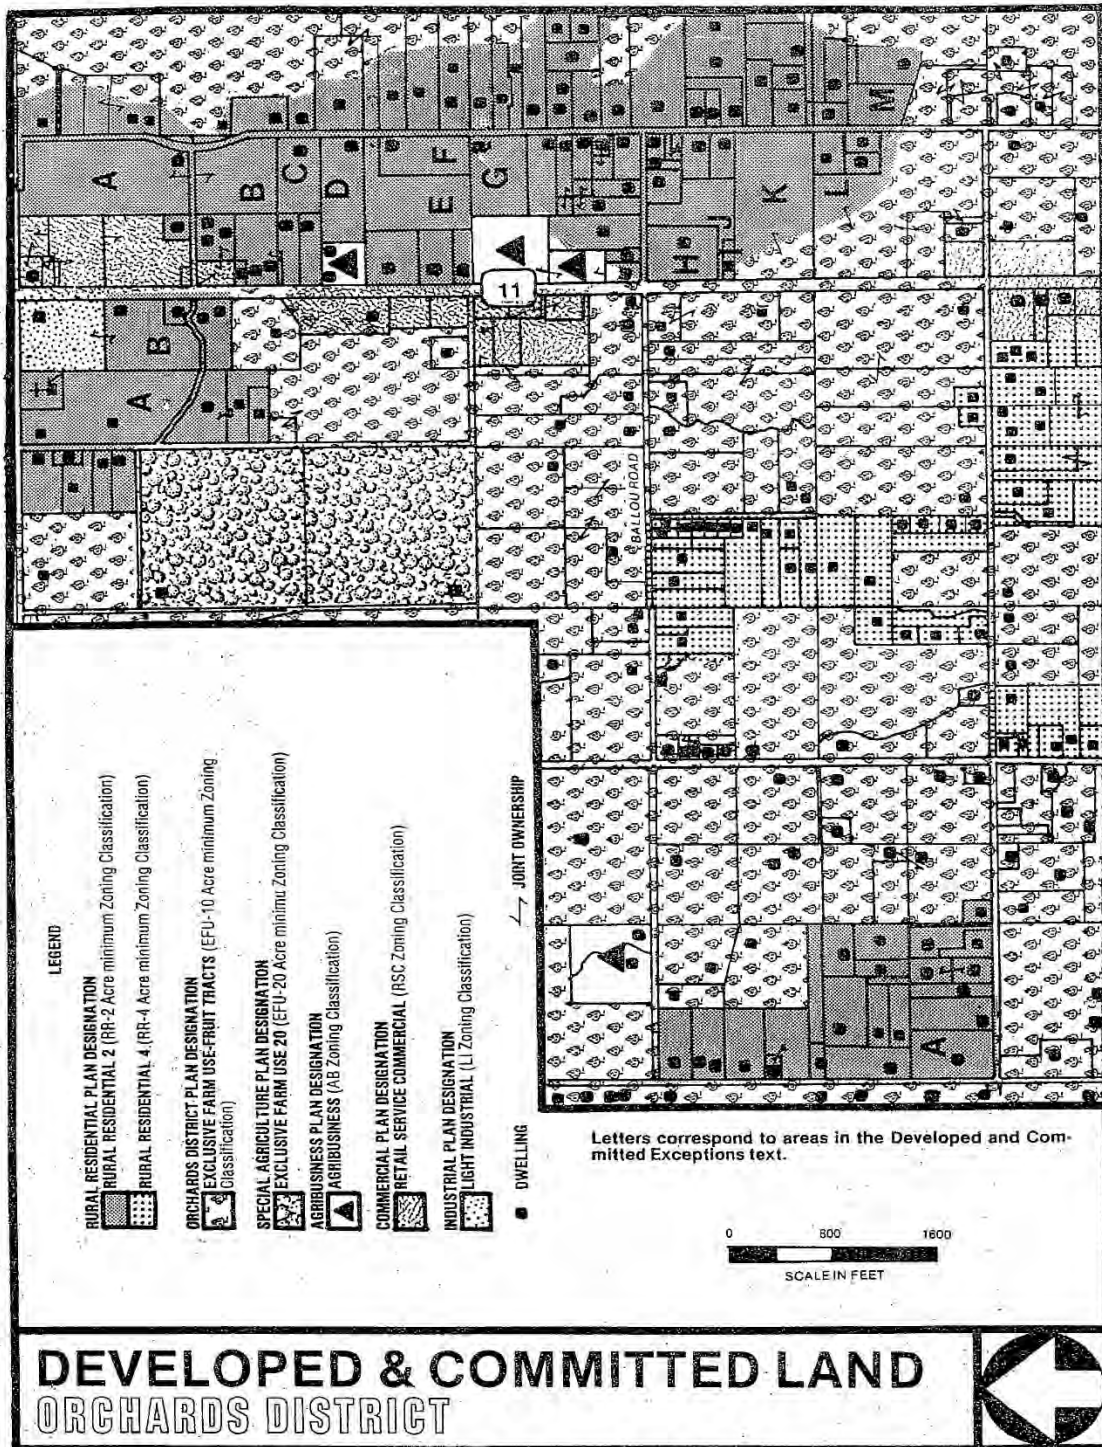 A
B
C
D
E
F
G
H
I
J
K
L
M
11
B
A
BALLOU ROAD
A
LEGEND
RURAL RESIDENTIAL PLAN DESIGNATION
RURAL RESIDENTIAL 2 (RR-2 Acre minimum Zoning Classification)
RURAL RESIDENTIAL 4 (RR-4 Acre minimum Zoning Classification)
ORCHARDS DISTRICT PLAN DESIGNATION
EXCLUSIVE FARM USE-FRUIT TRACTS (EFU-10 Acre minimum Zoning
Classification)
SPECIAL AGRICULTURE PLAN DESIGNATION
EXCLUSIVE FARM USE 20 (EFU-20 Acre minimu Zoning Classification)
AGRIBUSINESS PLAN DESIGNATION
AGRIBUSINESS (AB Zoning Classification)
COMMERCIAL PLAN DESIGNATION
RETAIL SERVICE COMMERCIAL (RSC Zoning Classification)
INDUSTRIAL PLAN DESIGNATION
LIGHT INDUSTRIAL (LI Zoning Classification)
DWELLING
JOINT OWNERSHIP
Letters correspond to areas in the Developed and Com-
mitted Exceptions text.
0 800 1600
SCALE IN FEET
DEVELOPED & COMMITTED LAND
ORCHARDS DISTRICT